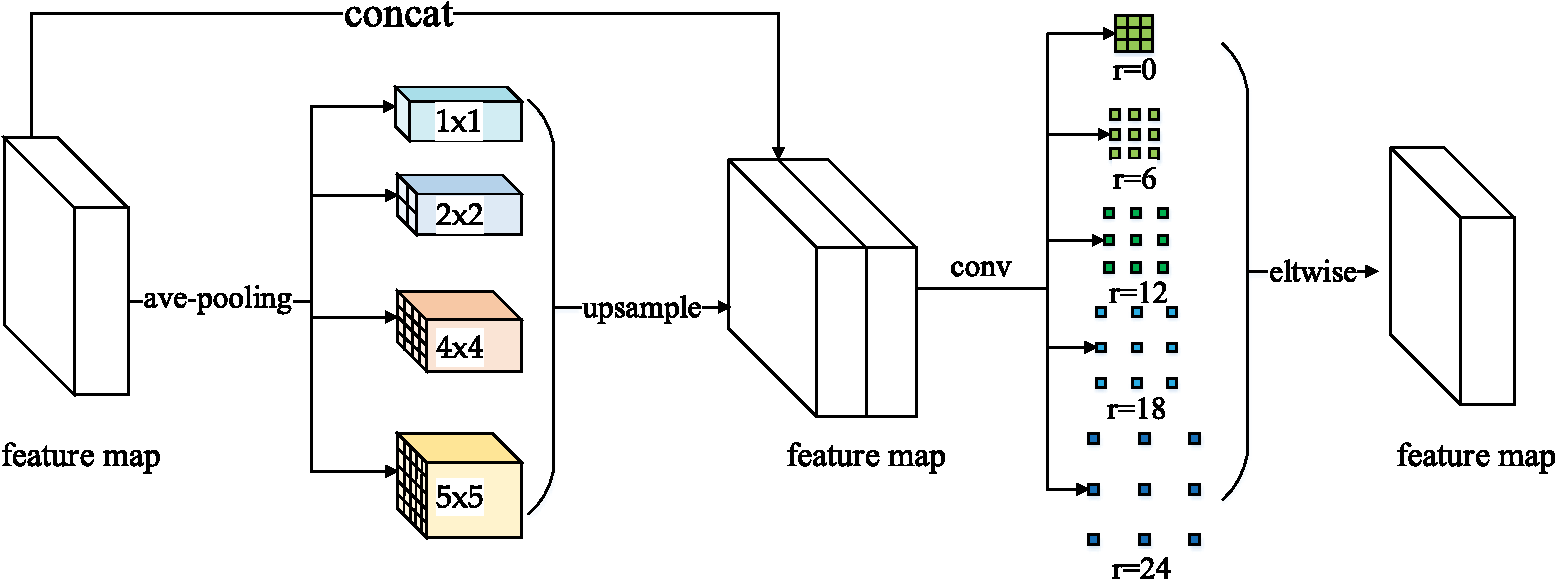 concat
1x1
2x2
4x4
5x5
ave-pooling
upsample
feature map
feature map
conv
r=0
r=6
r=12
r=18
r=24
eltwise
feature map